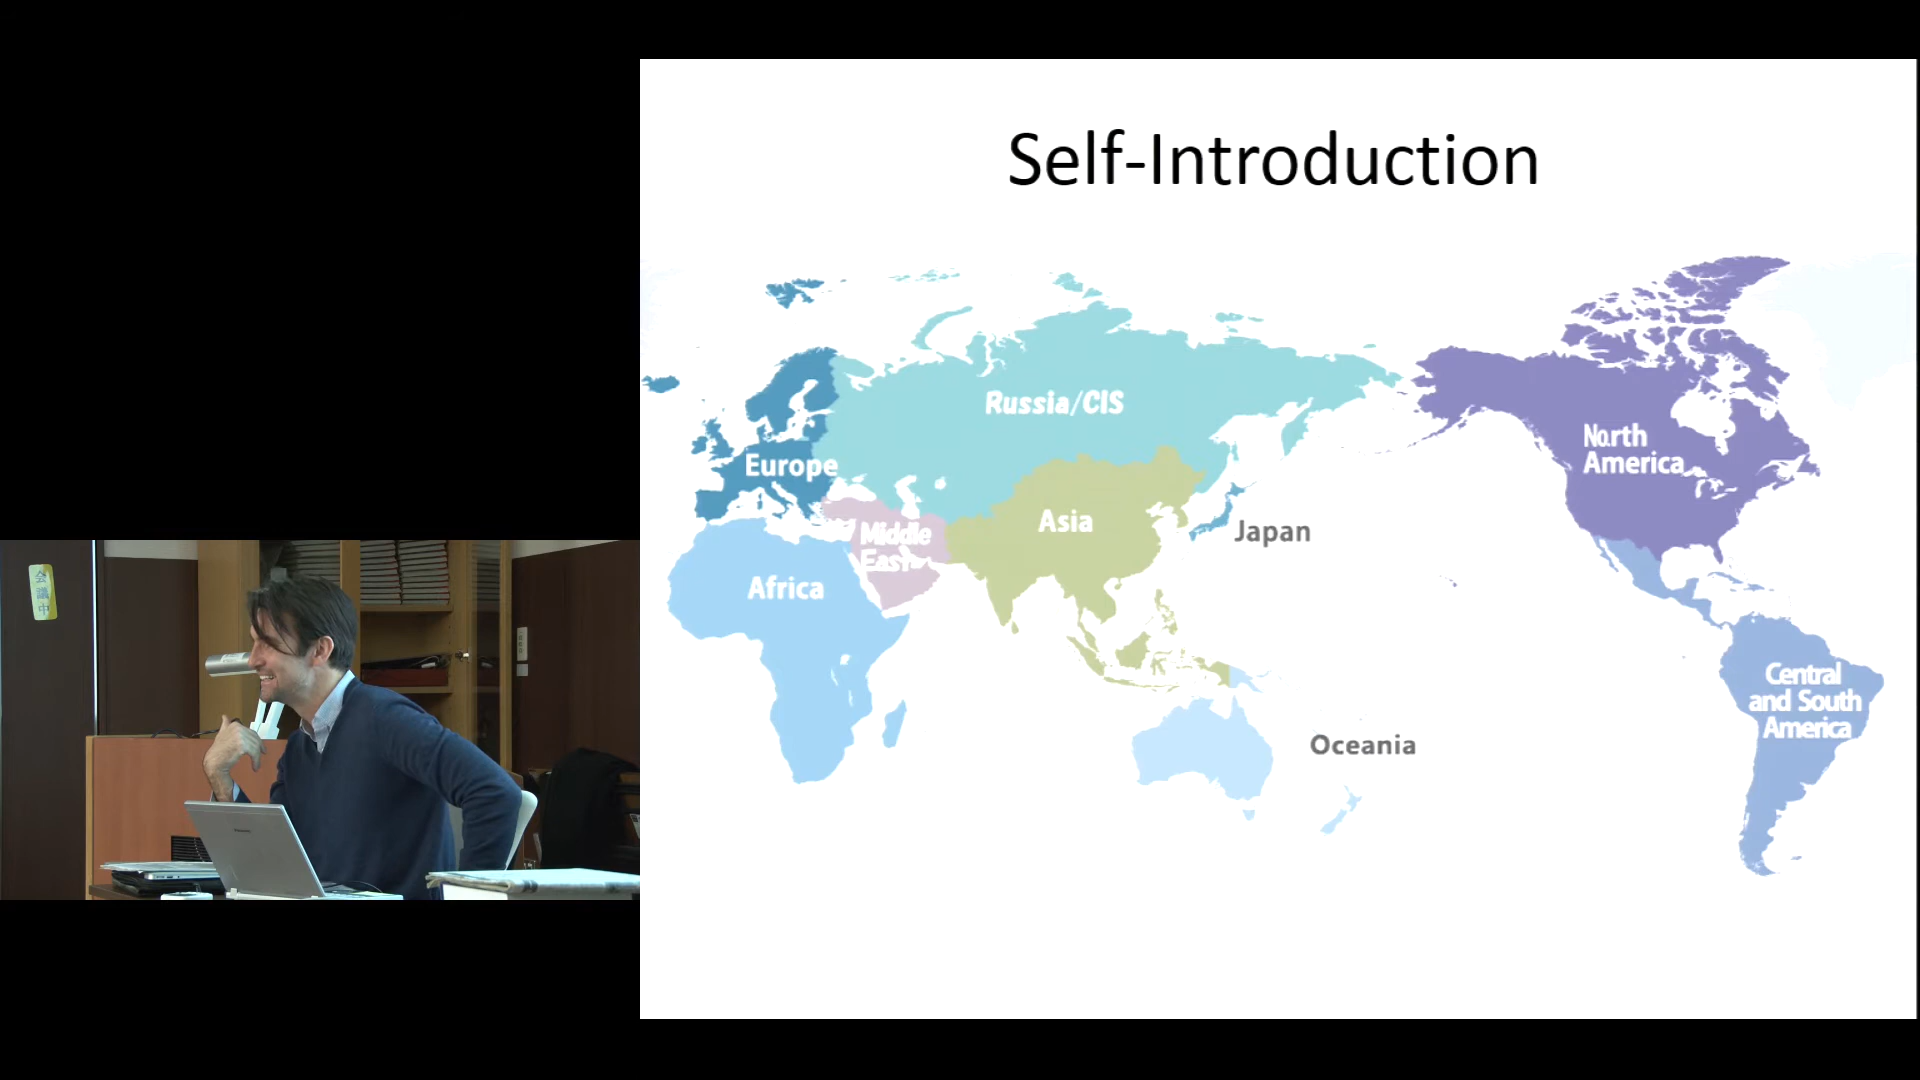 Self-Introduction
Russia/CIS
North
America
Europe
Asia
Japan
Middle
East
Africa
Central
and South
America
Oceania
会
議
中
Panasonic